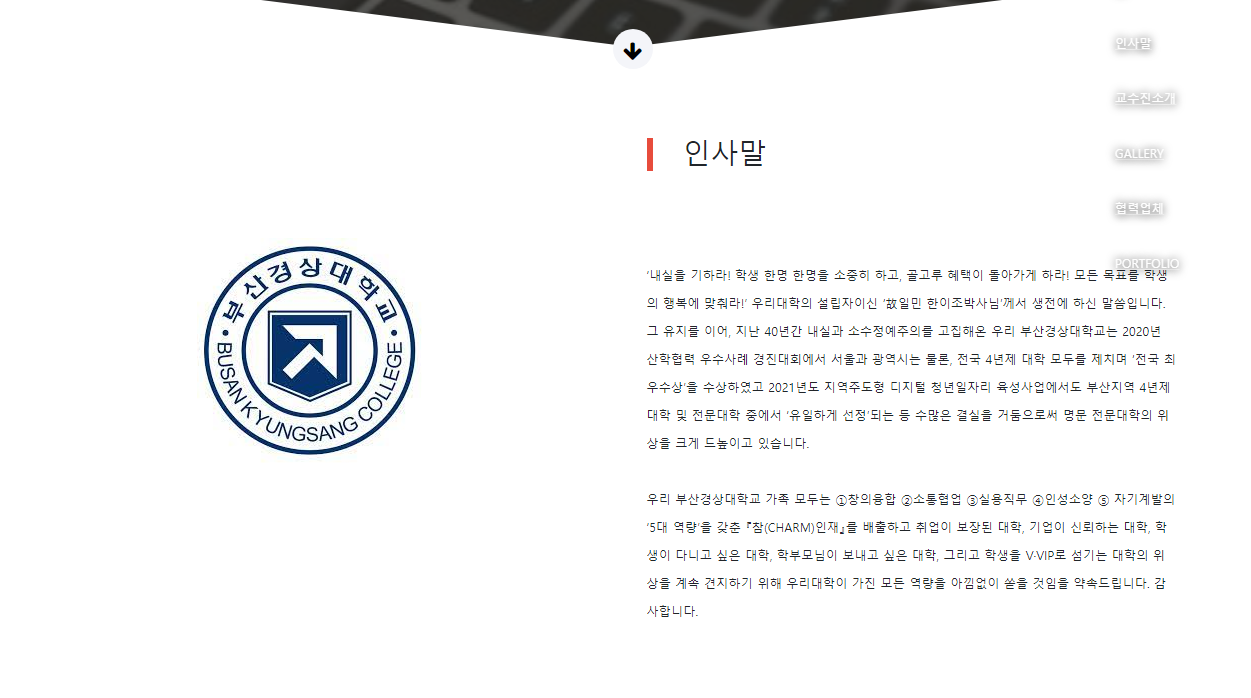 인사말
교수진소개
GALLERY
협력업체
PORTFOLIO
인사말
부산경상대학교
BUSAN KYUNGSANG COLLEGE
'내실을 기하라! 학생 한명 한명을 소중히 하고, 골고루 혜택이 돌아가게 하라! 모든 목표를 학생
의 행복에 맞춰라!' 우리대학의 설립자이신 '故일민 한이조박사님'께서 생전에 하신 말씀입니다.
그 유지를 이어, 지난 40년간 내실과 소수정예주의를 고집해온 우리 부산경상대학교는 2020년
산학협력 우수사례 경진대회에서 서울과 광역시는 물론, 전국 4년제 대학 모두를 제치며 '전국 최
우수상'을 수상하였고 2021년도 지역주도형 디지털 청년일자리 육성사업에서도 부산지역 4년제
대학 및 전문대학 중에서 '유일하게 선정'되는 등 수많은 결실을 거둠으로써 명문 전문대학의 위
상을 크게 드높이고 있습니다.
우리 부산경상대학교 가족 모두는 ①창의융합 ②소통협업 ③실용직무 ④인성소양 ⑤ 자기계발의
'5대 역량'을 갖춘 『참(CHARM)인재』를 배출하고 취업이 보장된 대학, 기업이 신뢰하는 대학, 학
생이 다니고 싶은 대학, 학부모님이 보내고 싶은 대학, 그리고 학생을 V·VIP로 섬기는 대학의 위
상을 계속 견지하기 위해 우리대학이 가진 모든 역량을 아낌없이 쏟을 것임을 약속드립니다. 감
사합니다.